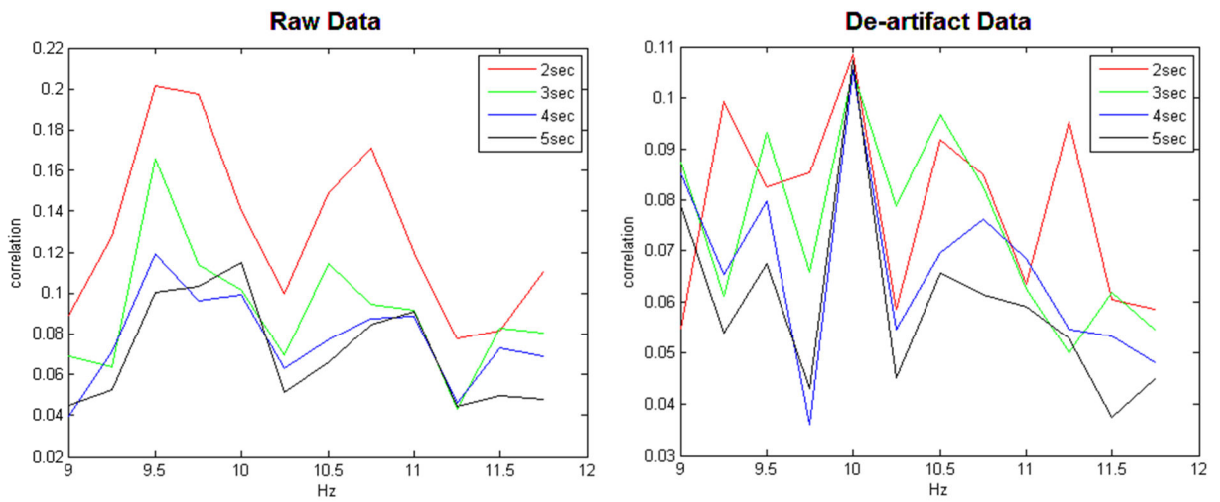 Raw Data
0.22
0.2
0.18
0.16
0.14
0.12
0.1
0.08
0.06
0.04
0.02
correlation
9
9.5
10
10.5
11
11.5
12
Hz
2sec
3sec
4sec
5sec
De-artifact Data
0.11
0.1
0.09
0.08
0.07
0.06
0.05
0.04
0.03
correlation
9
9.5
10
10.5
11
11.5
12
Hz
2sec
3sec
4sec
5sec